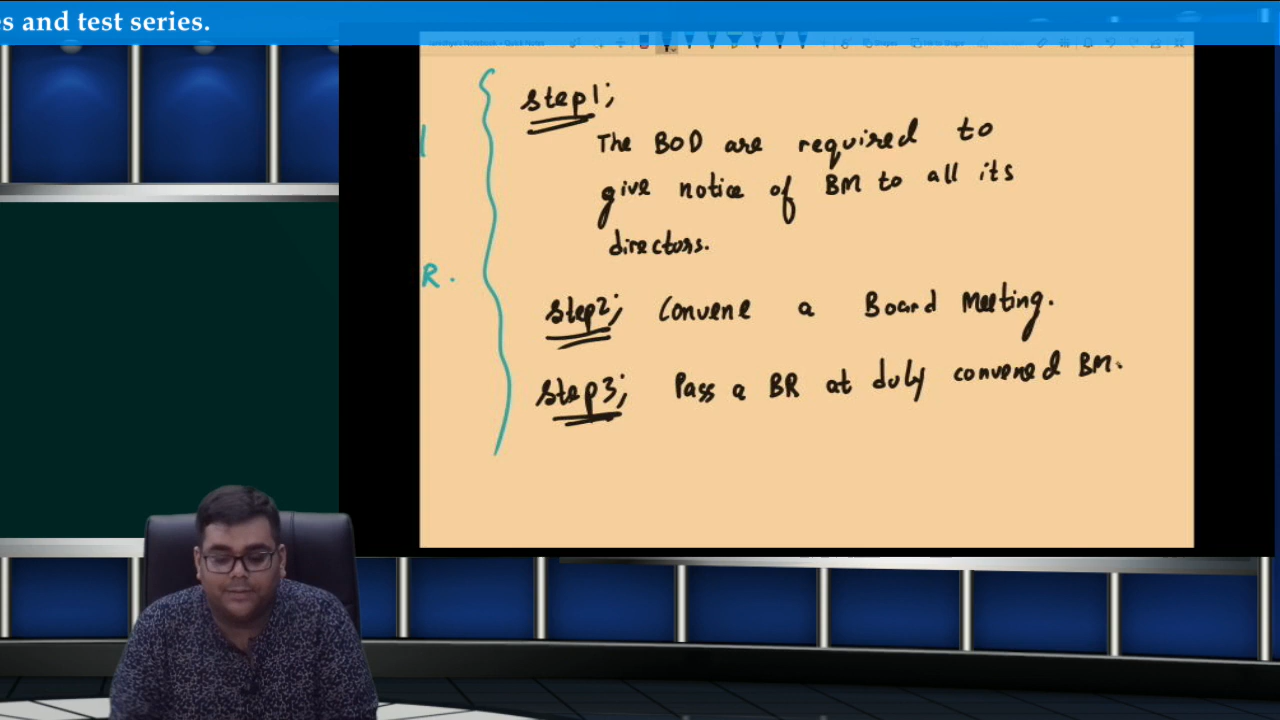 s and test series.
step1;
The BOD are required to
give notice of BM to all its
directors.
R.
step2; Convene a Board Meeting.
step3; Pass a BR at duly convened BM.